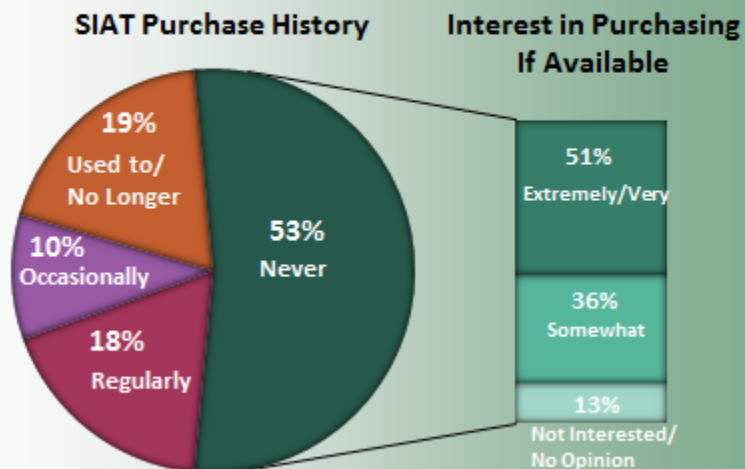 SIAT Purchase History
Interest in Purchasing
If Available
19%
Used to/
No Longer
10%
Occasionally
18%
Regularly
53%
Never
51%
Extremely/Very
36%
Somewhat
13%
Not Interested/
No Opinion